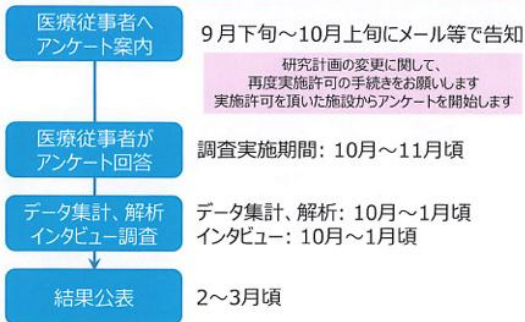 医療従事者へ
アンケート案内
９月下旬～10月上旬にメール等で告知
研究計画の変更に関して、
再度実施許可の手続きをお願いします
実施許可を頂いた施設からアンケートを開始します
医療従事者が
アンケート回答
調査実施期間: 10月～11月頃
データ集計、解析
インタビュー調査
データ集計、解析: 10月～1月頃
インタビュー: 10月～1月頃
結果公表
2～3月頃